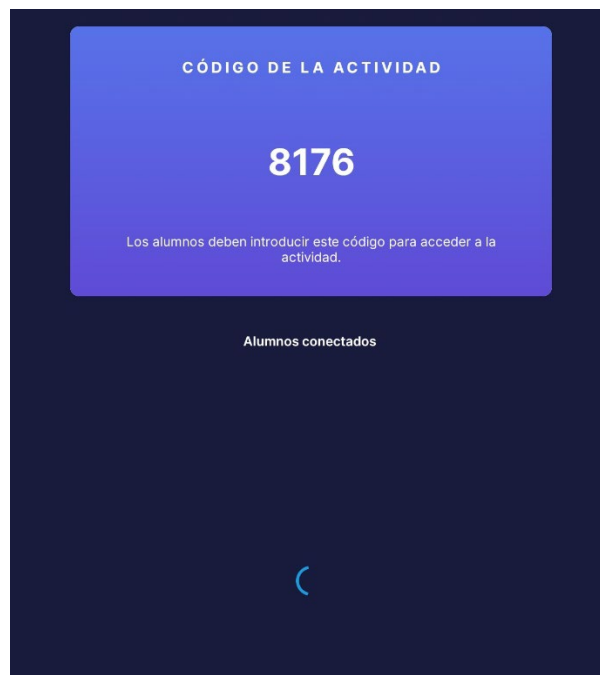 CÓDIGO DE LA ACTIVIDAD
8176
Los alumnos deben introducir este código para acceder a la
actividad.
Alumnos conectados